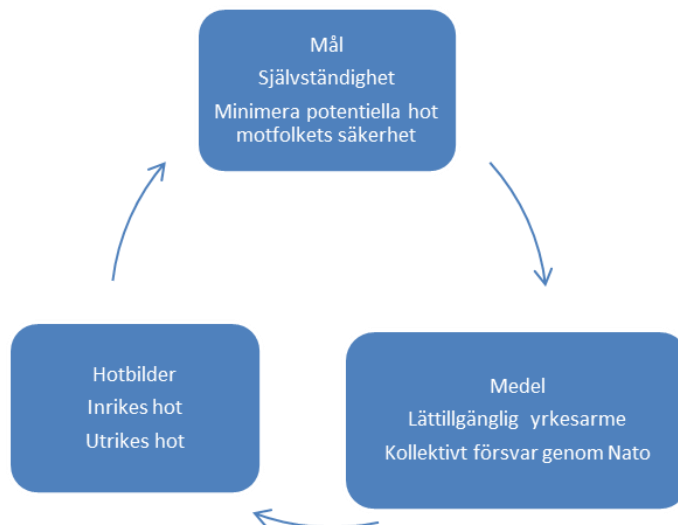 Mål
Självständighet
Minimera potentiella hot
motfolkets säkerhet
Medel
Lättillgänglig yrkesarme
Kollektivt försvar genom Nato
Hotbilder
Inrikes hot
Utrikes hot